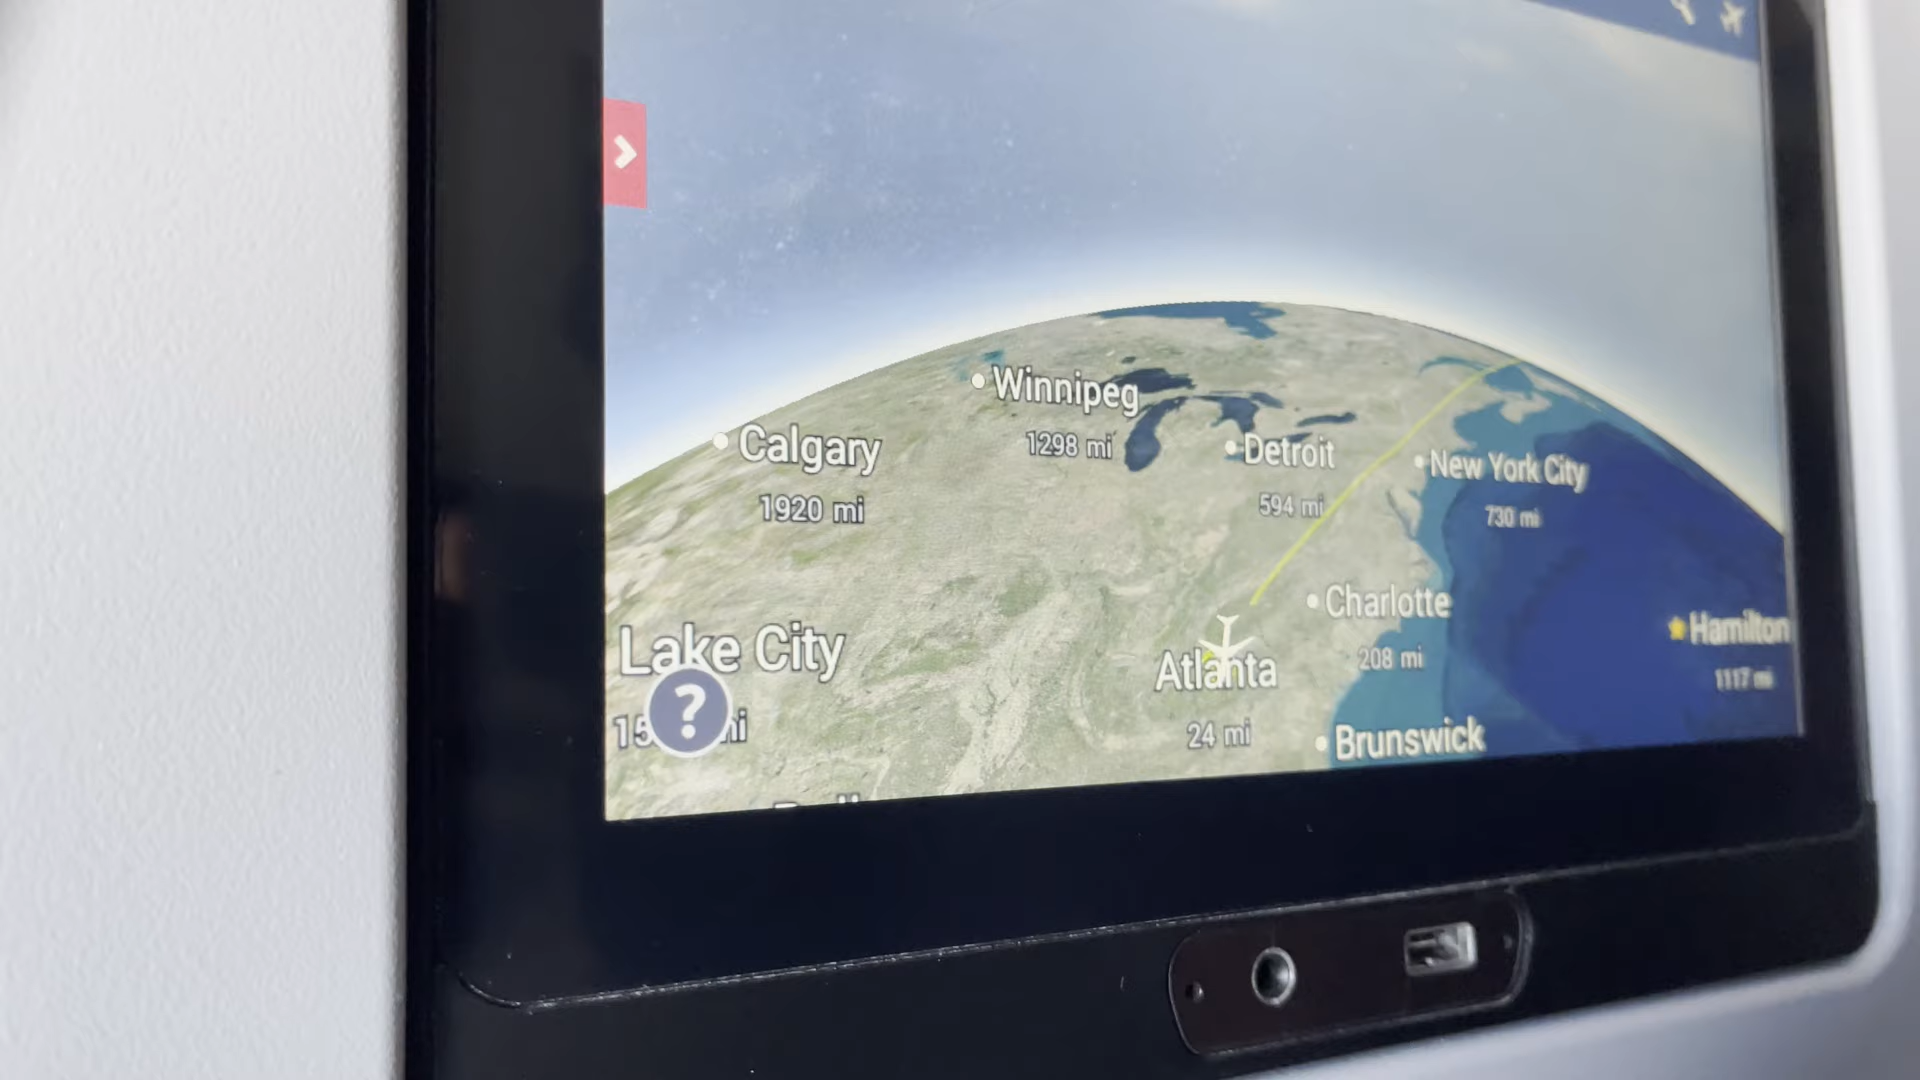 Winnipeg
1298 mi
Calgary
1920 mi
Detroit
594 mi
New York City
730 mi
Charlotte
208 mi
Hamilton
1117 mi
Lake City
?
Atlanta
24 mi
Brunswick